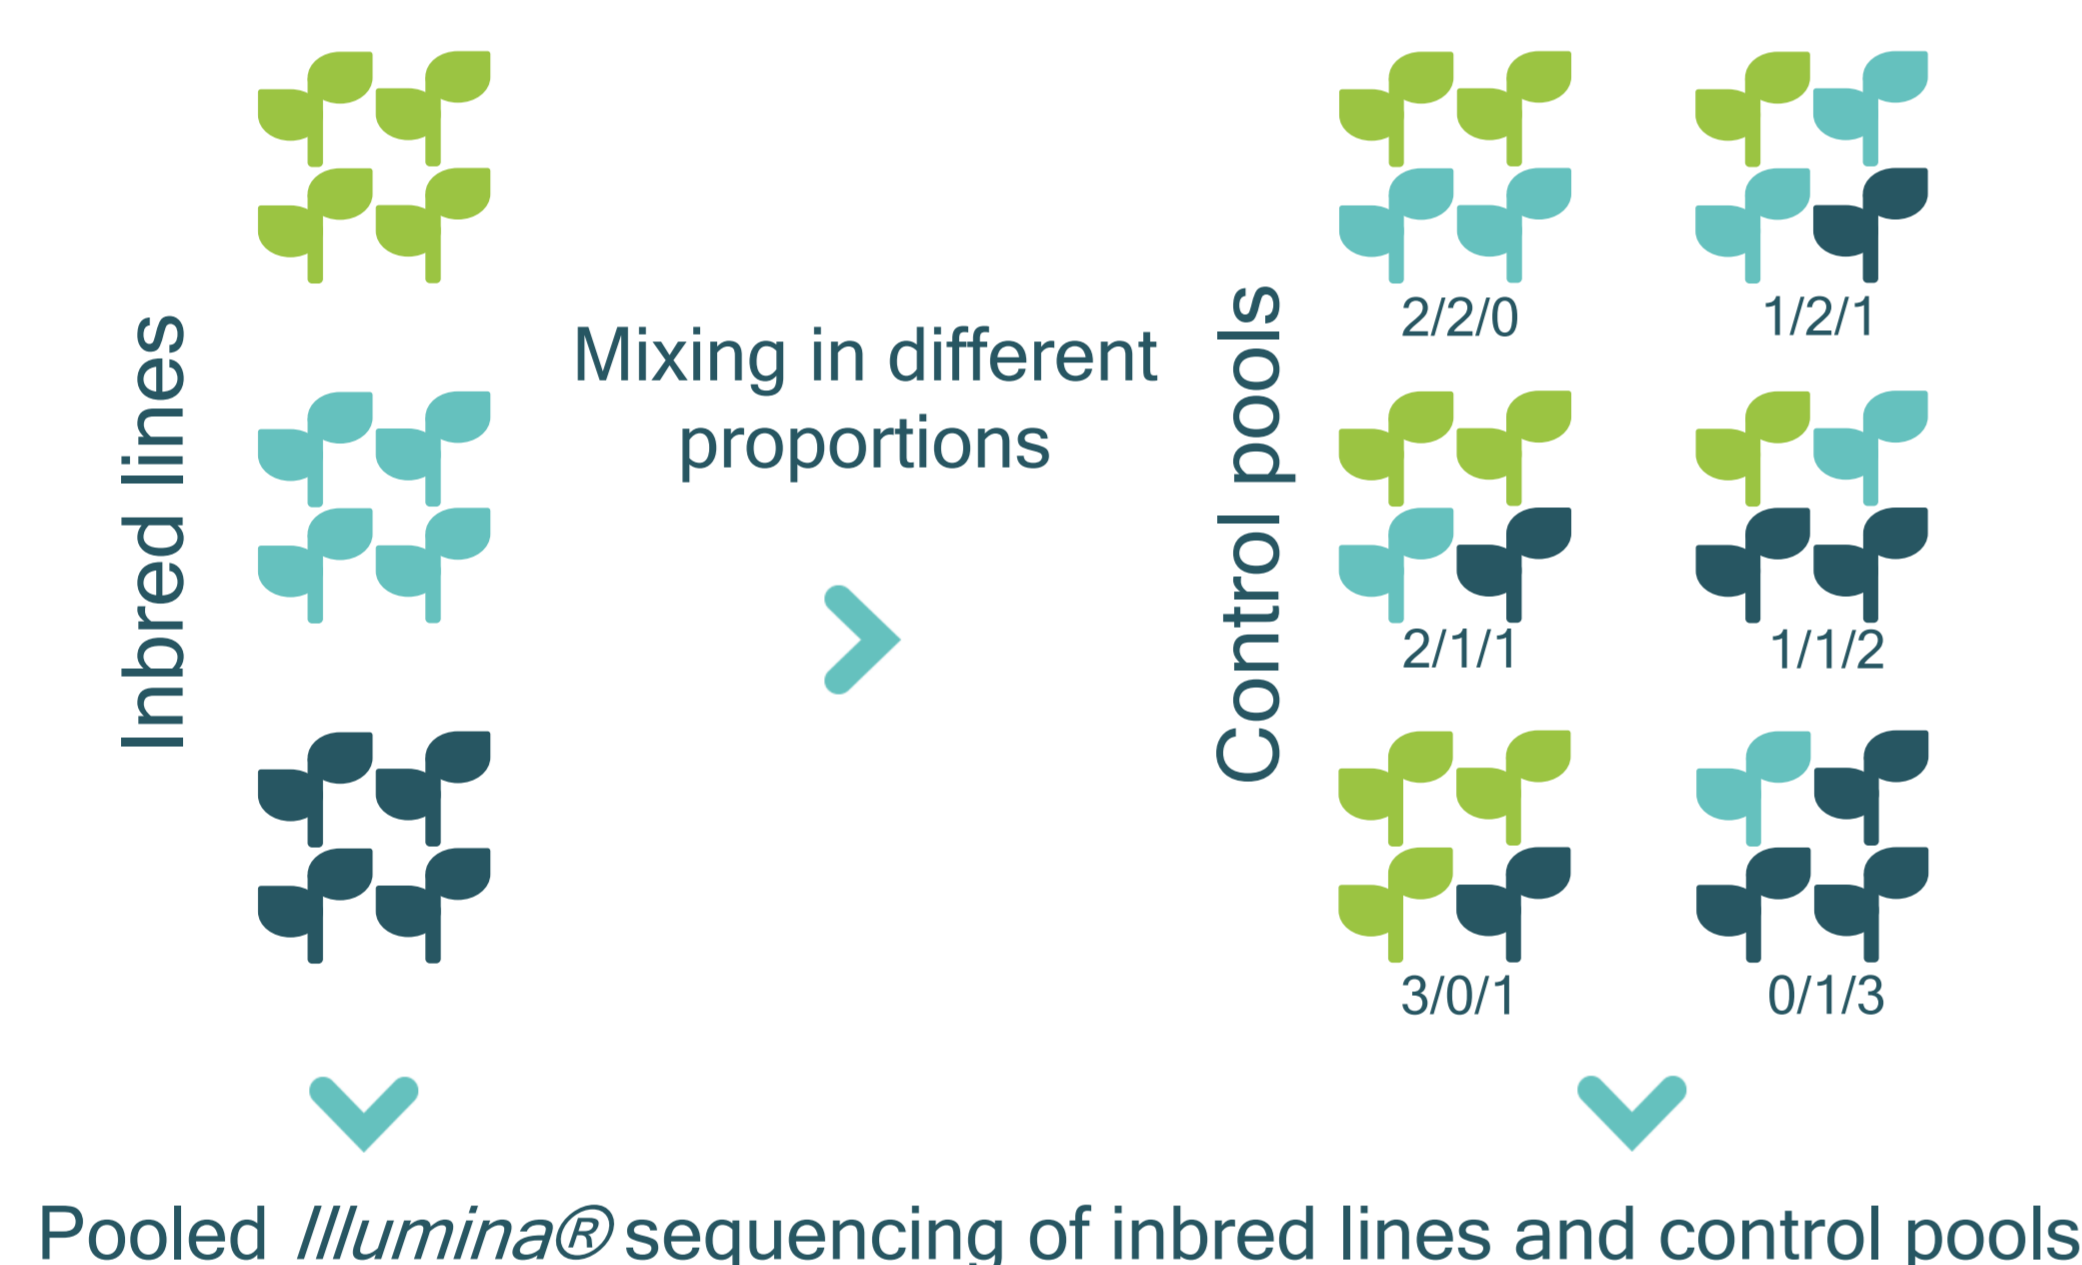 Inbred lines
Mixing in different
proportions
Control pools
2/2/0
1/2/1
2/1/1
1/1/2
3/0/1
0/1/3
Pooled Illumina® sequencing of inbred lines and control pools